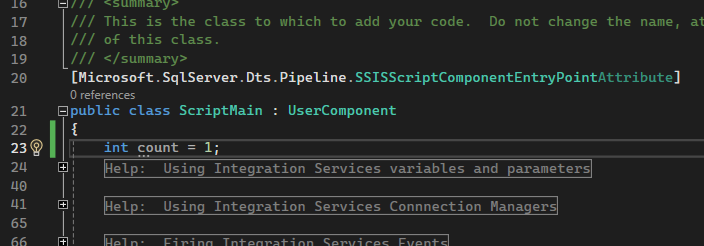 16 /// <summary>
17 /// This is the class to which to add your code.  Do not change the name, at
18 /// of this class.
19 /// </summary>
20 [Microsoft.SqlServer.Dts.Pipeline.SSISScriptComponentEntryPointAttribute]
0 references
21 public class ScriptMain : UserComponent
22 {
23 int count = 1;
24 Help:  Using Integration Services variables and parameters
40
41 Help:  Using Integration Services Connnection Managers
65
66 Help:  Firing Integration Services Events